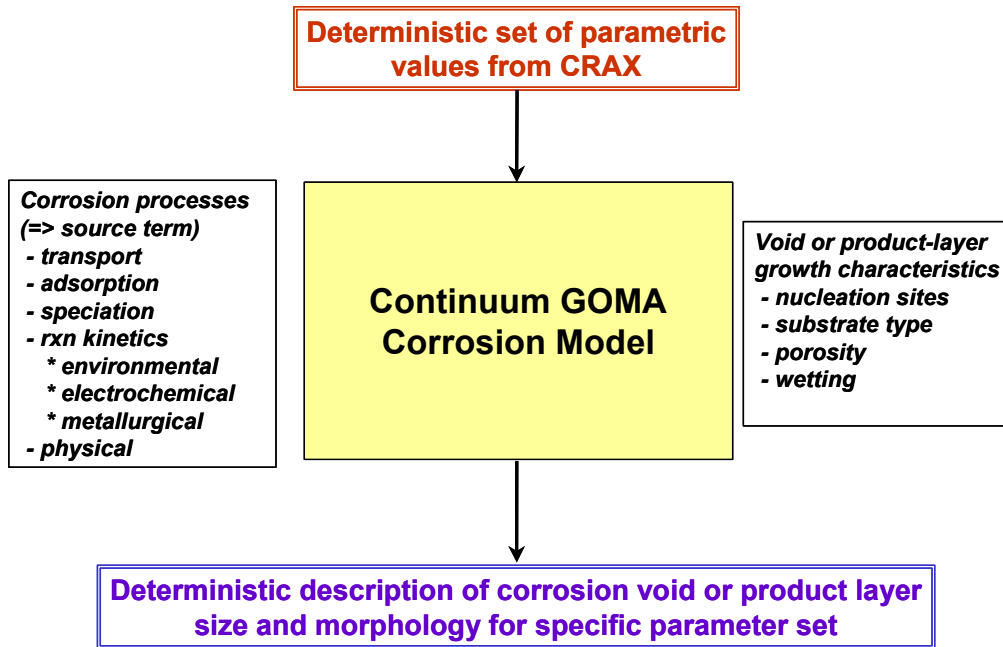 Deterministic set of parametric
values from CRAX
Corrosion processes
(=> source term)
- transport
- adsorption
- speciation
- rxn kinetics
* environmental
* electrochemical
* metallurgical
- physical
Continuum GOMA
Corrosion Model
Void or product-layer
growth characteristics
- nucleation sites
- substrate type
- porosity
- wetting
Deterministic description of corrosion void or product layer
size and morphology for specific parameter set